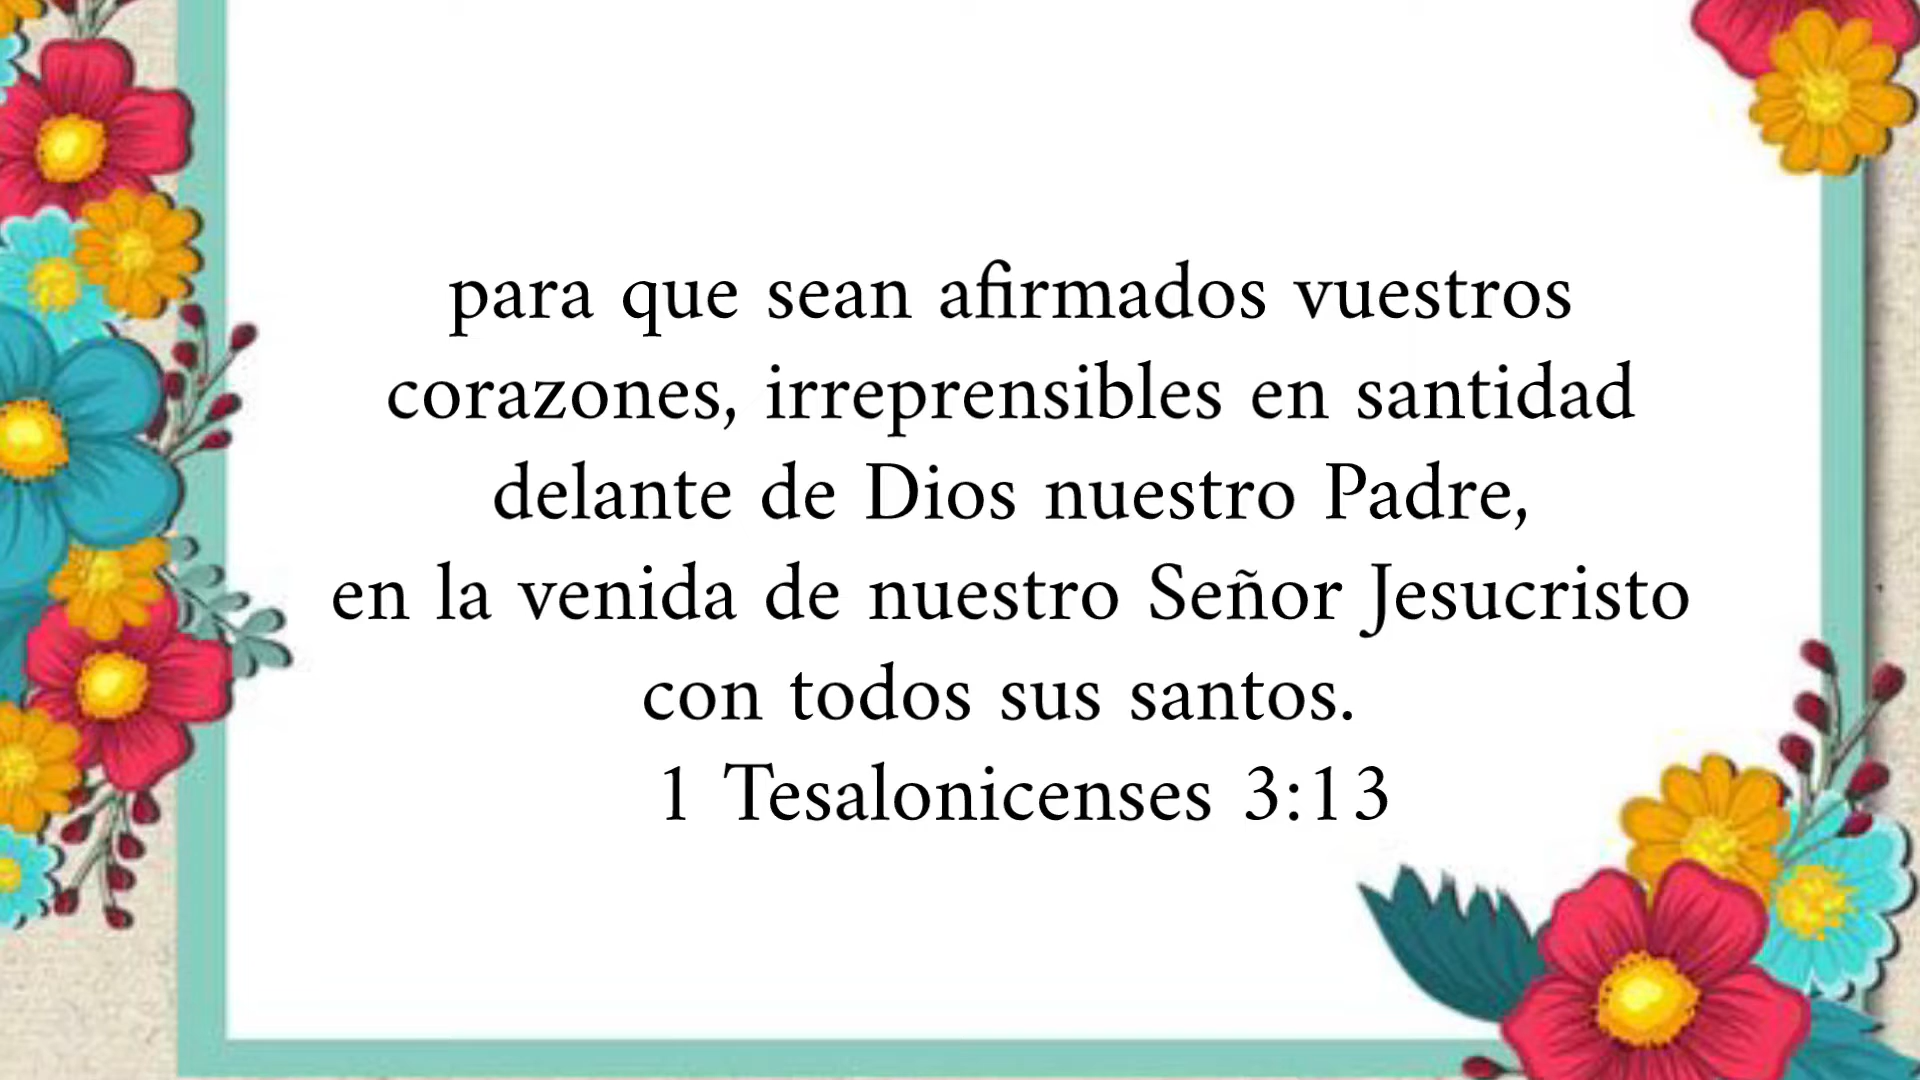 para que sean afirmados vuestros
corazones, irreprensibles en santidad
delante de Dios nuestro Padre,
en la venida de nuestro Señor Jesucristo
con todos sus santos.
1 Tesalonicenses 3:13